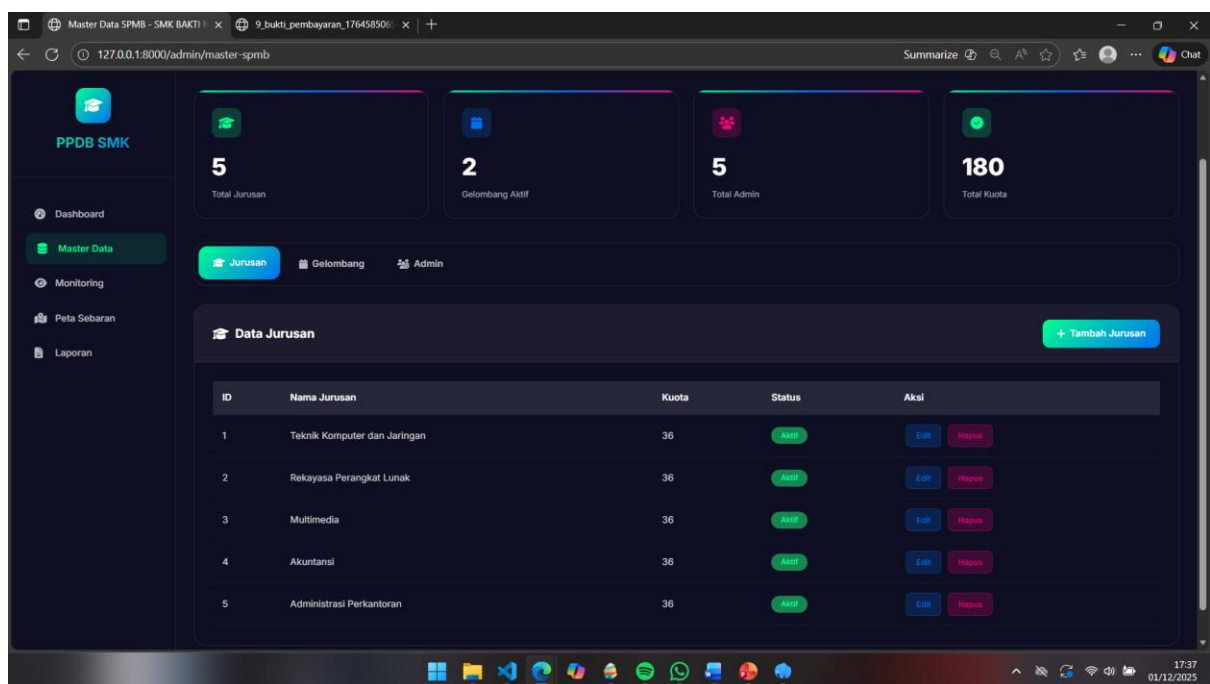 Master Data SPMB - SMK BAKTI
9_bukti_pembayaran_1764585065
127.0.0.1:8000/admin/master-spmb
Summarize
Chat
PPDB SMK
Dashboard
Master Data
Monitoring
Peta Sebaran
Laporan
5
Total Jurusan
2
Gelombang Aktif
5
Total Admin
180
Total Kuota
Jurusan Gelombang Admin
Data Jurusan
+ Tambah Jurusan
ID Nama Jurusan Kuota Status Aksi
1 Teknik Komputer dan Jaringan 36 Aktif Edit Hapus
2 Rekayasa Perangkat Lunak 36 Aktif Edit Hapus
3 Multimedia 36 Aktif Edit Hapus
4 Akuntansi 36 Aktif Edit Hapus
5 Administrasi Perkantoran 36 Aktif Edit Hapus
17:37
01/12/2025